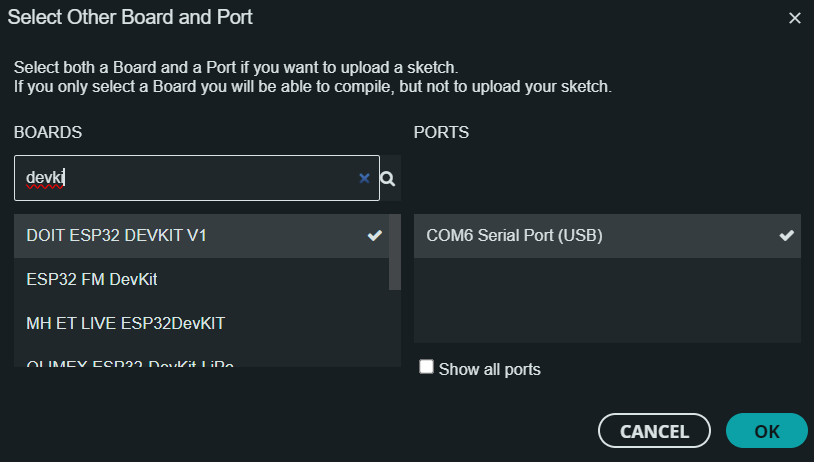 Select Other Board and Port
Select both a Board and a Port if you want to upload a sketch.
If you only select a Board you will be able to compile, but not to upload your sketch.
BOARDS
PORTS
devki
DOIT ESP32 DEVKIT V1
COM6 Serial Port (USB)
ESP32 FM DevKit
MH ET LIVE ESP32DevKIT
OLIMEX ESP32-DevKit-LiPo
Show all ports
CANCEL
OK